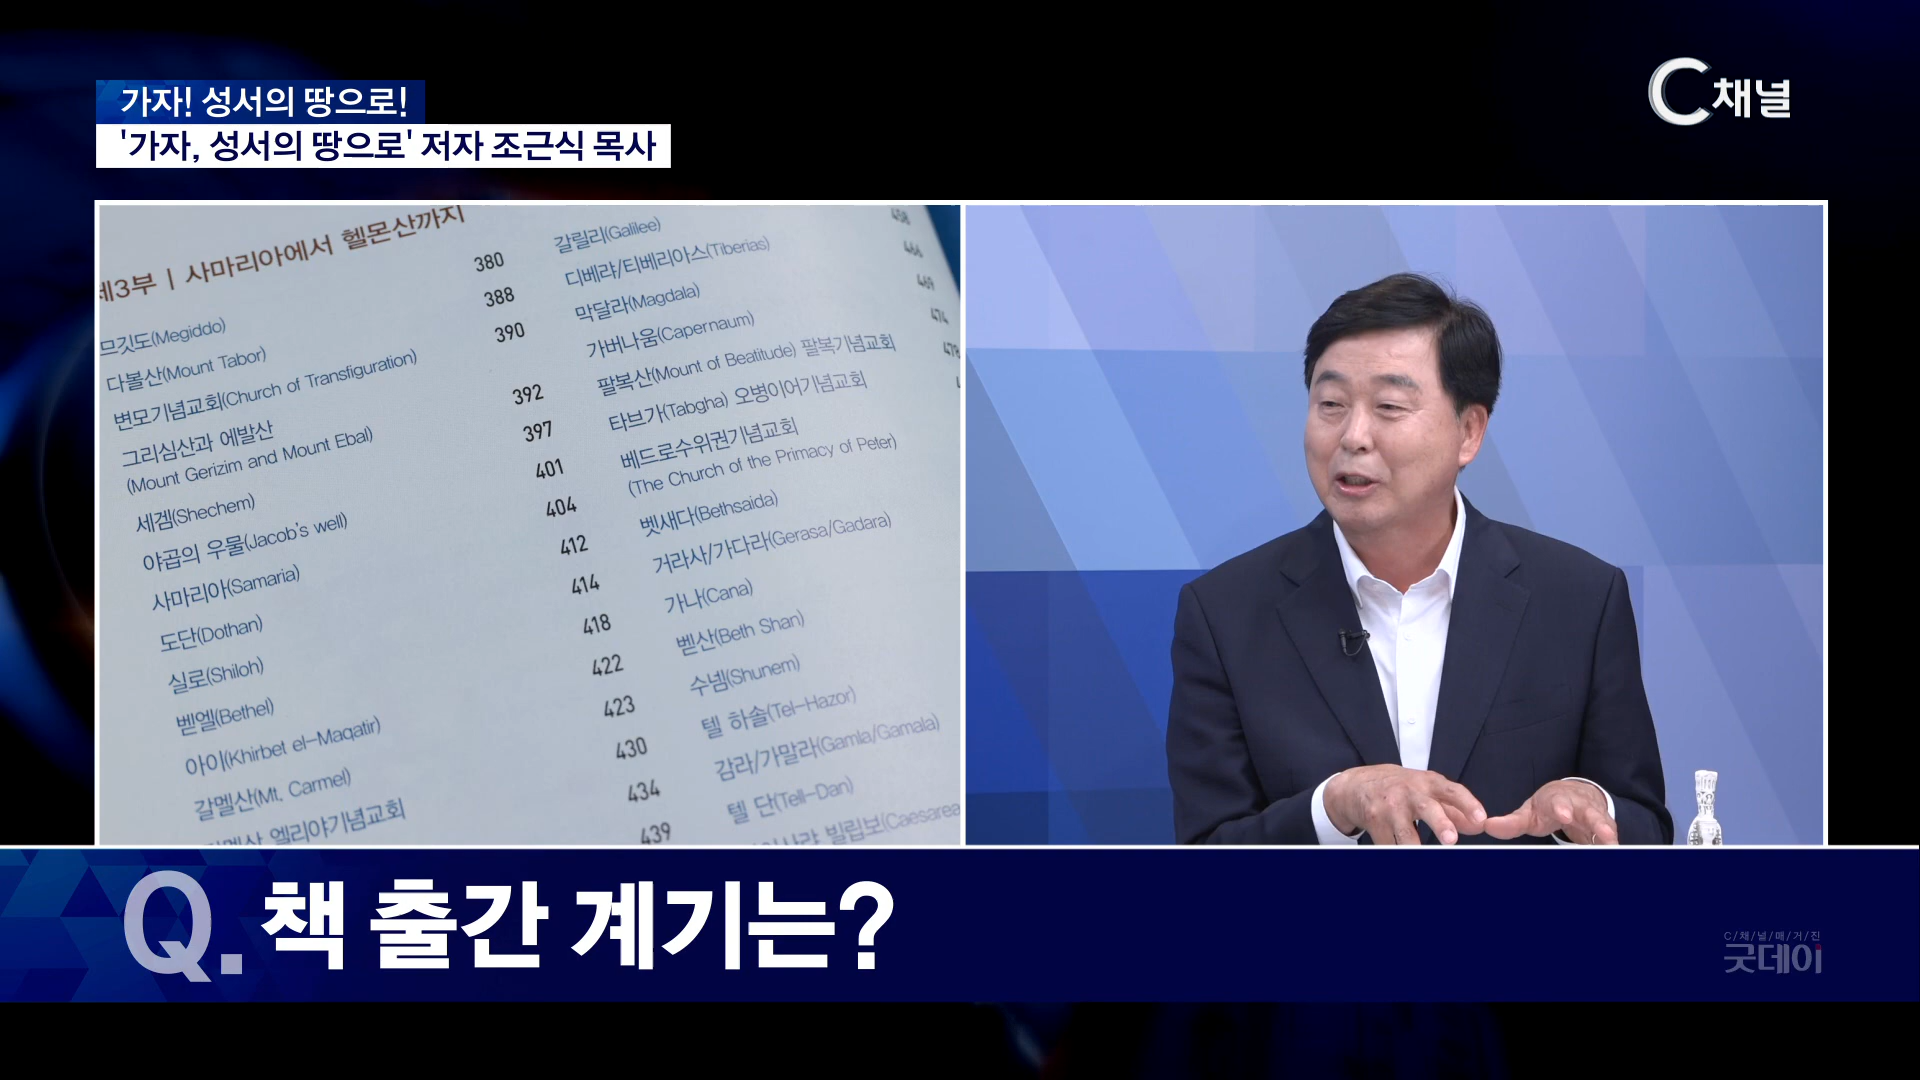 가자! 성서의 땅으로!
'가자, 성서의 땅으로' 저자 조근식 목사
C채널
제3부 | 사마리아에서 헬몬산까지
므깃도(Megiddo) 380
다볼산(Mount Tabor) 388
변모기념교회(Church of Transfiguration) 390
그리심산과 에발산
(Mount Gerizim and Mount Ebal) 392
세겜(Shechem) 397
야곱의 우물(Jacob's well) 401
사마리아(Samaria) 404
도단(Dothan) 412
실로(Shiloh) 414
벧엘(Bethel) 418
아이(Khirbet el-Maqatir) 422
갈멜산(Mt. Carmel) 423
엘리야기념교회 430
434
439
갈릴리(Galilee) 458
디베랴/티베리아스(Tiberias) 466
막달라(Magdala) 469
가버나움(Capernaum) 474
팔복산(Mount of Beatitude) 팔복기념교회
타브가(Tabgha) 오병이어기념교회
베드로수위권기념교회
(The Church of the Primacy of Peter)
벳새다(Bethsaida)
거라사/가다라(Gerasa/Gadara)
가나(Cana)
벧산(Beth Shan)
수넴(Shunem)
텔 하솔(Tel-Hazor)
감라/가말라(Gamla/Gamala)
텔 단(Tell-Dan)
빌립보(Caesarea
Q. 책 출간 계기는?
C/채/널/매/거/진
굿데이